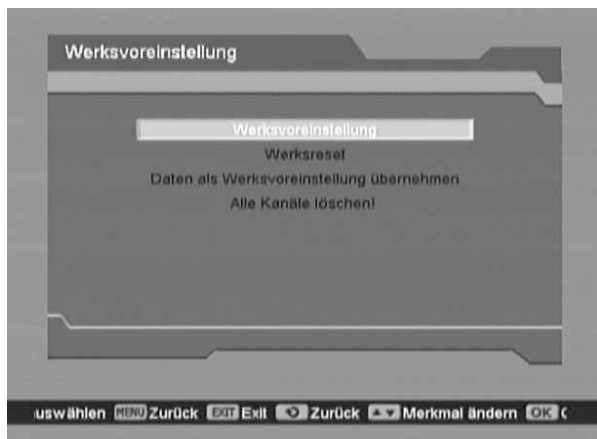 Werksvoreinstellung
Werksvoreinstellung
Werksreset
Daten als Werksvoreinstellung übernehmen
Alle Kanäle löschen!
uswählen MENU Zurück EXIT Exit Zurück Merkmal ändern OK